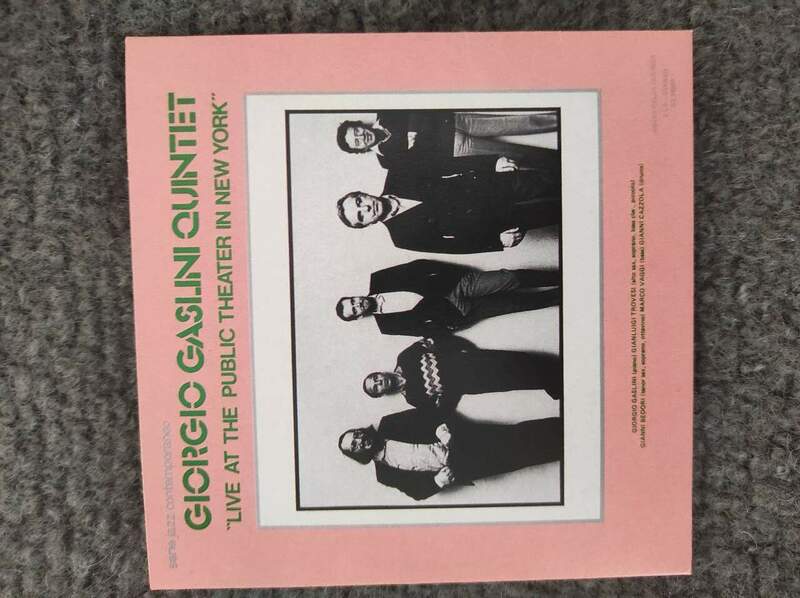 serie jazz contemporaneo
GIORGIO GASLINI QUINTET
"LIVE AT THE PUBLIC THEATER IN NEW YORK"
GIORGIO GASLINI (piano) GIANLUIGI TROVESI (alto sax, soprano, bass clar., piccolo)
GIANNI BEDORI (tenor sax, soprano, ottavino) MARCO VAGGI (bass) GIANNI CAZZOLA (drums)